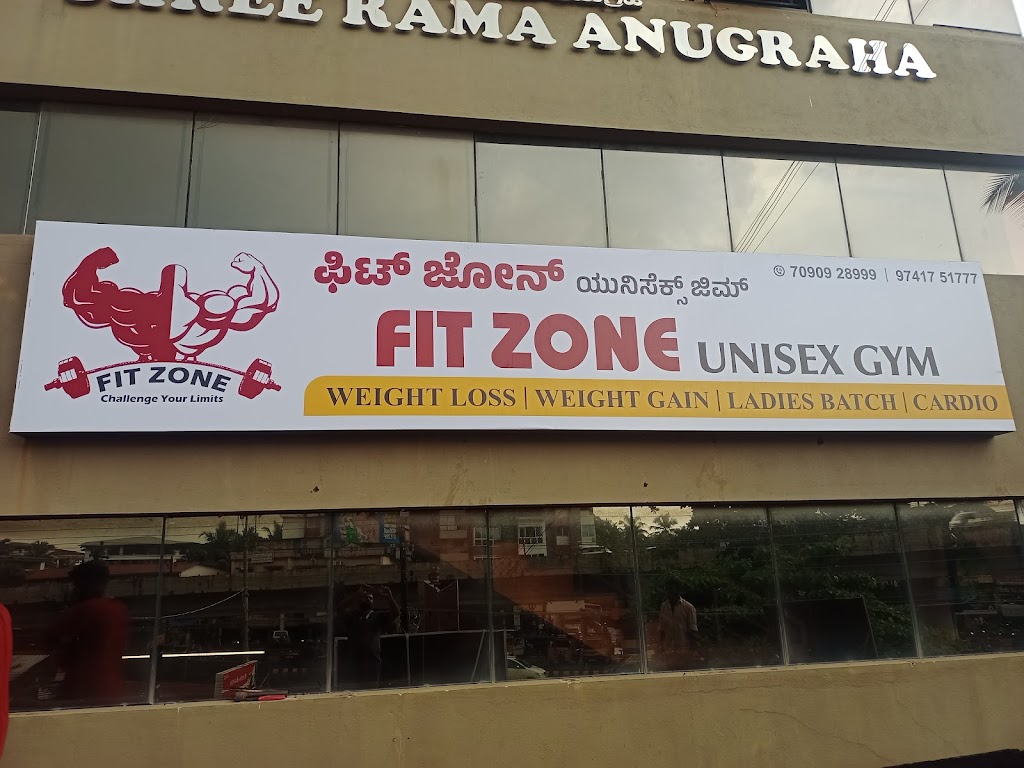 SHREE RAMA ANUGRAHA
ಫಿಟ್ ಜೋನ್ ಯುನಿಸೆಕ್ಸ್ ಜಿಮ್
70909 28999 | 97417 51777
FIT ZONE UNISEX GYM
WEIGHT LOSS | WEIGHT GAIN | LADIES BATCH | CARDIO
FIT ZONE
Challenge Your Limits